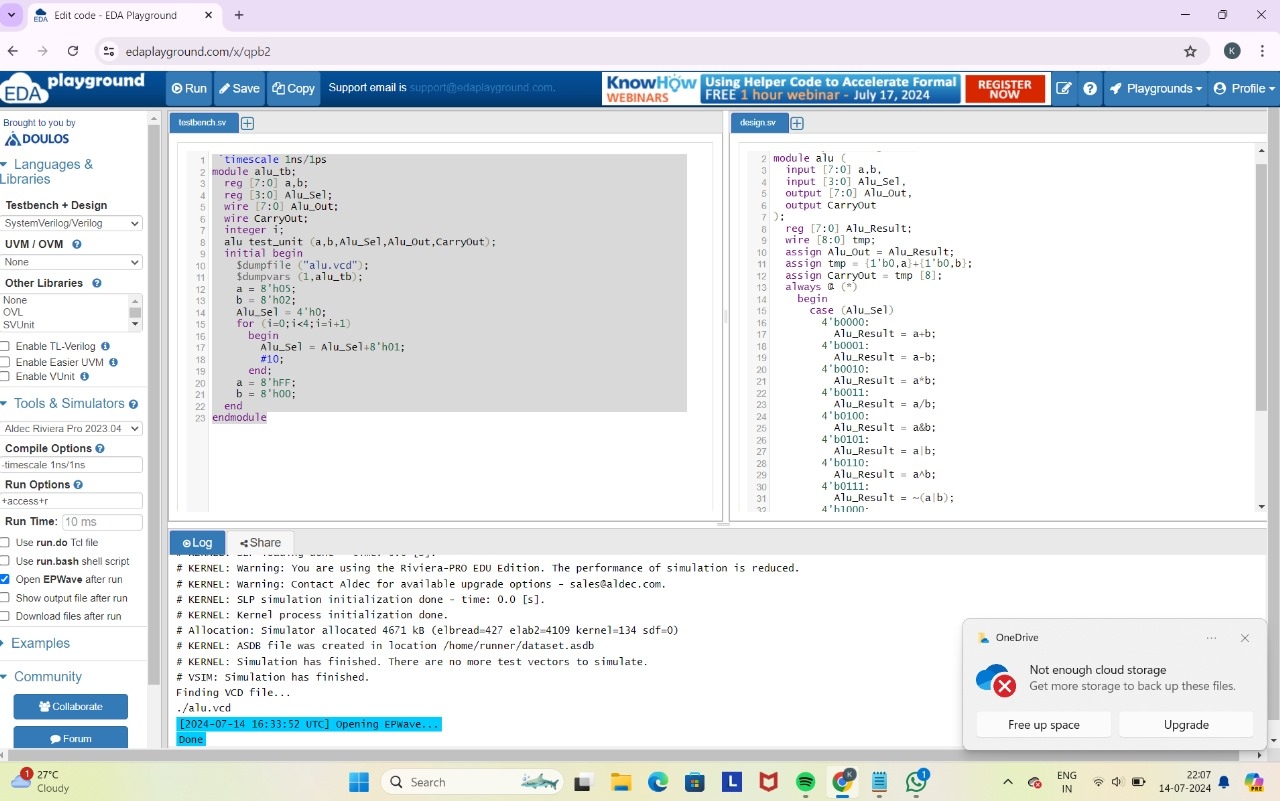 Edit code - EDA Playground
edaplayground.com/x/qpb2
K
EDA playground
Run
Save
Copy
Support email is support@edaplayground.com.
KnowHow WEBINARS
Using Helper Code to Accelerate Formal
FREE 1 hour webinar - July 17, 2024
REGISTER NOW
Playgrounds
Profile
Brought to you by
DOULOS
Languages & Libraries
Testbench + Design
SystemVerilog/Verilog
UVM / OVM
None
Other Libraries
None
OVL
SVUnit
Enable TL-Verilog
Enable Easier UVM
Enable VUnit
Tools & Simulators
Aldec Riviera Pro 2023.04
Compile Options
-timescale 1ns/1ns
Run Options
+access+r
Run Time: 10 ms
Use run.do Tcl file
Use run.bash shell script
Open EPWave after run
Show output file after run
Download files after run
Examples
Community
Collaborate
Forum
testbench.sv
1 `timescale 1ns/1ps
2 module alu_tb;
3 reg [7:0] a,b;
4 reg [3:0] Alu_Sel;
5 wire [7:0] Alu_Out;
6 wire CarryOut;
7 integer i;
8 alu test_unit (a,b,Alu_Sel,Alu_Out,CarryOut);
9 initial begin
10 $dumpfile ("alu.vcd");
11 $dumpvars (1,alu_tb);
12 a = 8'h05;
13 b = 8'h02;
14 Alu_Sel = 4'h0;
15 for (i=0;i<4;i=i+1)
16 begin
17 Alu_Sel = Alu_Sel+8'h01;
18 #10;
19 end;
20 a = 8'hFF;
21 b = 8'h00;
22 end
23 endmodule
design.sv
2 module alu (
3 input [7:0] a,b,
4 input [3:0] Alu_Sel,
5 output [7:0] Alu_Out,
6 output CarryOut
7 );
8 reg [7:0] Alu_Result;
9 wire [8:0] tmp;
10 assign Alu_Out = Alu_Result;
11 assign tmp = {1'b0,a}+{1'b0,b};
12 assign CarryOut = tmp [8];
13 always @ (*)
14 begin
15 case (Alu_Sel)
16 4'b0000:
17 Alu_Result = a+b;
18 4'b0001:
19 Alu_Result = a-b;
20 4'b0010:
21 Alu_Result = a*b;
22 4'b0011:
23 Alu_Result = a/b;
24 4'b0100:
25 Alu_Result = a&b;
26 4'b0101:
27 Alu_Result = a|b;
28 4'b0110:
29 Alu_Result = a^b;
30 4'b0111:
31 Alu_Result = ~(a|b);
32 4'b1000:
Log
Share
# KERNEL: Warning: You are using the Riviera-PRO EDU Edition. The performance of simulation is reduced.
# KERNEL: Warning: Contact Aldec for available upgrade options - sales@aldec.com.
# KERNEL: SLP simulation initialization done - time: 0.0 [s].
# KERNEL: Kernel process initialization done.
# Allocation: Simulator allocated 4671 kB (elbread=427 elab2=4109 kernel=134 sdf=0)
# KERNEL: ASDB file was created in location /home/runner/dataset.asdb
# KERNEL: Simulation has finished. There are no more test vectors to simulate.
# VSIM: Simulation has finished.
Finding VCD file...
./alu.vcd
[2024-07-14 16:33:52 UTC] Opening EPWave...
Done
OneDrive
Not enough cloud storage
Get more storage to back up these files.
Free up space
Upgrade
1
27°C
Cloudy
Search
L
K
1
ENG
IN
22:07
14-07-2024
PRE